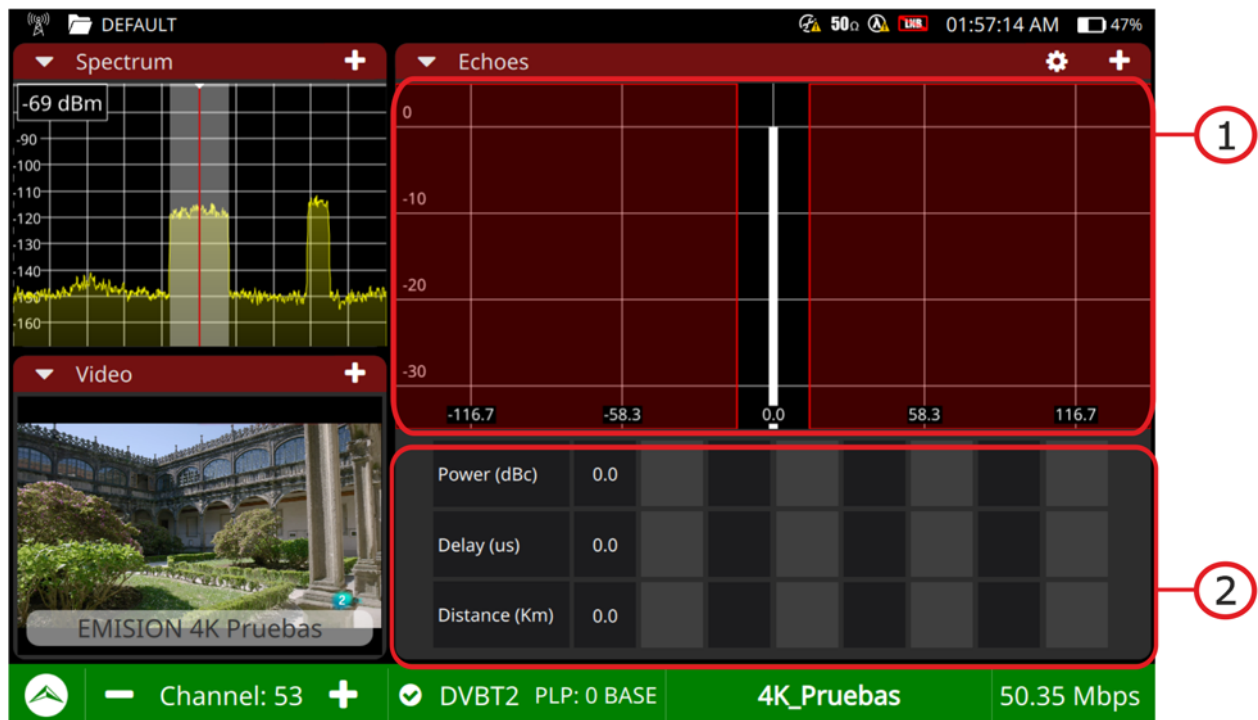 DEFAULT
50Ω LNB 01:57:14 AM 47%
Spectrum
-69 dBm
-90
-100
-110
-120
-130
-140
-150
-160
Video
2
EMISION 4K Pruebas
Echoes
0
-10
-20
-30
-116.7 -58.3 0.0 58.3 116.7
1
Power (dBc) 0.0
Delay (us) 0.0
Distance (Km) 0.0
2
Channel: 53 DVBT2 PLP: 0 BASE 4K_Pruebas 50.35 Mbps